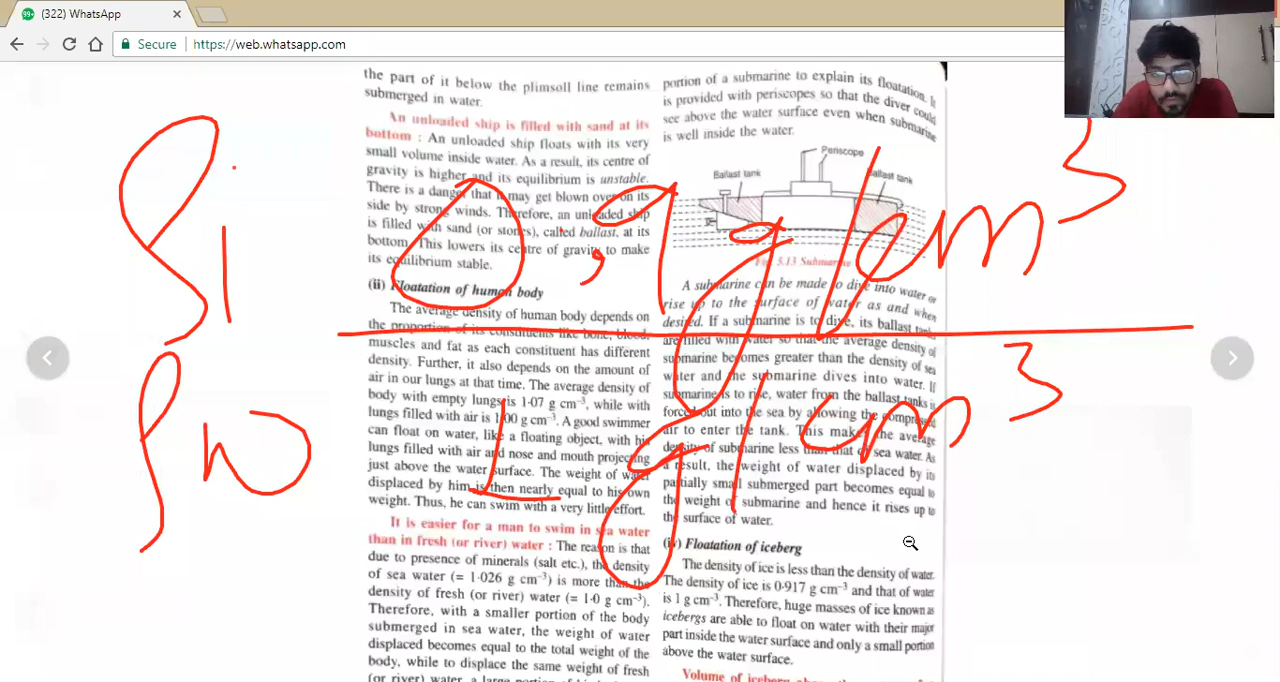 (322) WhatsApp
Secure
https://web.whatsapp.com
the part of it below the plimsoll line remains
submerged in water.
An unloaded ship is filled with sand at its
bottom : An unloaded ship floats with its very
small volume inside water. As a result, its centre of
gravity is higher and its equilibrium is unstable.
There is a danger that it may get blown over on its
side by strong winds. Therefore, an unloaded ship
is filled with sand (or stones), called ballast, at its
bottom. This lowers its centre of gravity to make
its equilibrium stable.
(ii) Floatation of human body
The average density of human body depends on
the proportion of its constituents like bone, blood,
muscles and fat as each constituent has different
density. Further, it also depends on the amount of
air in our lungs at that time. The average density of
body with empty lungs is 1·07 g cm⁻³, while with
lungs filled with air is 1·00 g cm⁻³. A good swimmer
can float on water, like a floating object, with his
lungs filled with air and nose and mouth projecting
just above the water surface. The weight of water
displaced by him is then nearly equal to his own
weight. Thus, he can swim with a very little effort.
It is easier for a man to swim in sea water
than in fresh (or river) water : The reason is that
due to presence of minerals (salt etc.), the density
of sea water (= 1·026 g cm⁻³) is more than the
density of fresh (or river) water (= 1·0 g cm⁻³).
Therefore, with a smaller portion of the body
submerged in sea water, the weight of water
displaced becomes equal to the total weight of the
body, while to displace the same weight of fresh
(or river) water, a large portion of
portion of a submarine to explain its floatation. It
is provided with periscopes so that the diver could
see above the water surface even when submarine
is well inside the water.
Periscope
Ballast tank
Ballast tank
Fig. 5.13 Submarine
A submarine can be made to dive into water or
rise up to the surface of water as and when
desired. If a submarine is to dive, its ballast tanks
are filled with water so that the average density of
submarine becomes greater than the density of sea
water and the submarine dives into water. If
submarine is to rise, water from the ballast tanks is
forced out into the sea by allowing the compressed
air to enter the tank. This makes the average
density of submarine less than that of sea water. As
a result, the weight of water displaced by its
partially small submerged part becomes equal to
the weight of submarine and hence it rises up to
the surface of water.
(iv) Floatation of iceberg
The density of ice is less than the density of water.
The density of ice is 0·917 g cm⁻³ and that of water
is 1 g cm⁻³. Therefore, huge masses of ice known as
icebergs are able to float on water with their major
part inside the water surface and only a small portion
above the water surface.
Volume of iceberg
ρi 0.9 g/cm³
ρw 1 g/cm³